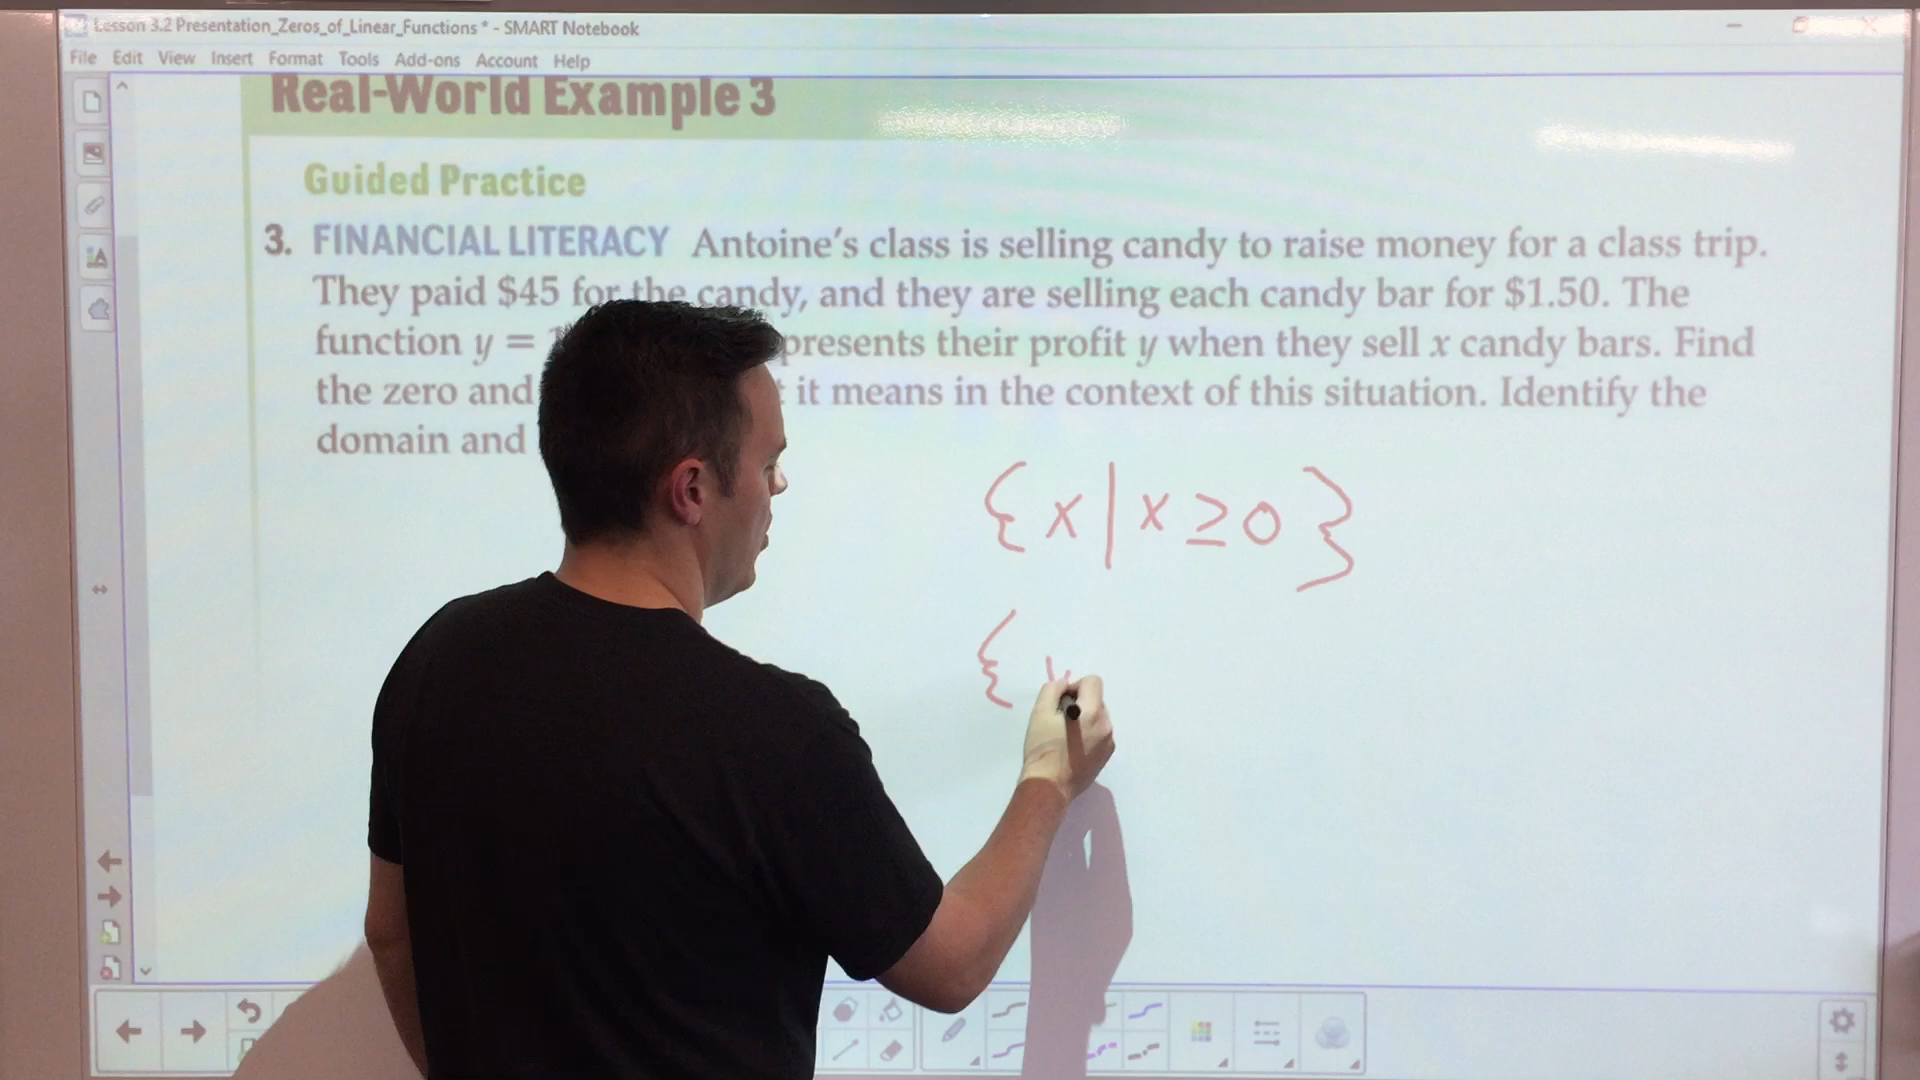 Lesson 3.2 Presentation_Zeros_of_Linear_Functions * - SMART Notebook
File Edit View Insert Format Tools Add-ons Account Help
Real-World Example 3
Guided Practice
3. FINANCIAL LITERACY Antoine's class is selling candy to raise money for a class trip.
They paid $45 for the candy, and they are selling each candy bar for $1.50. The
function y = presents their profit y when they sell x candy bars. Find
the zero and it means in the context of this situation. Identify the
domain and
{ x | x ≥ 0 }
{ y